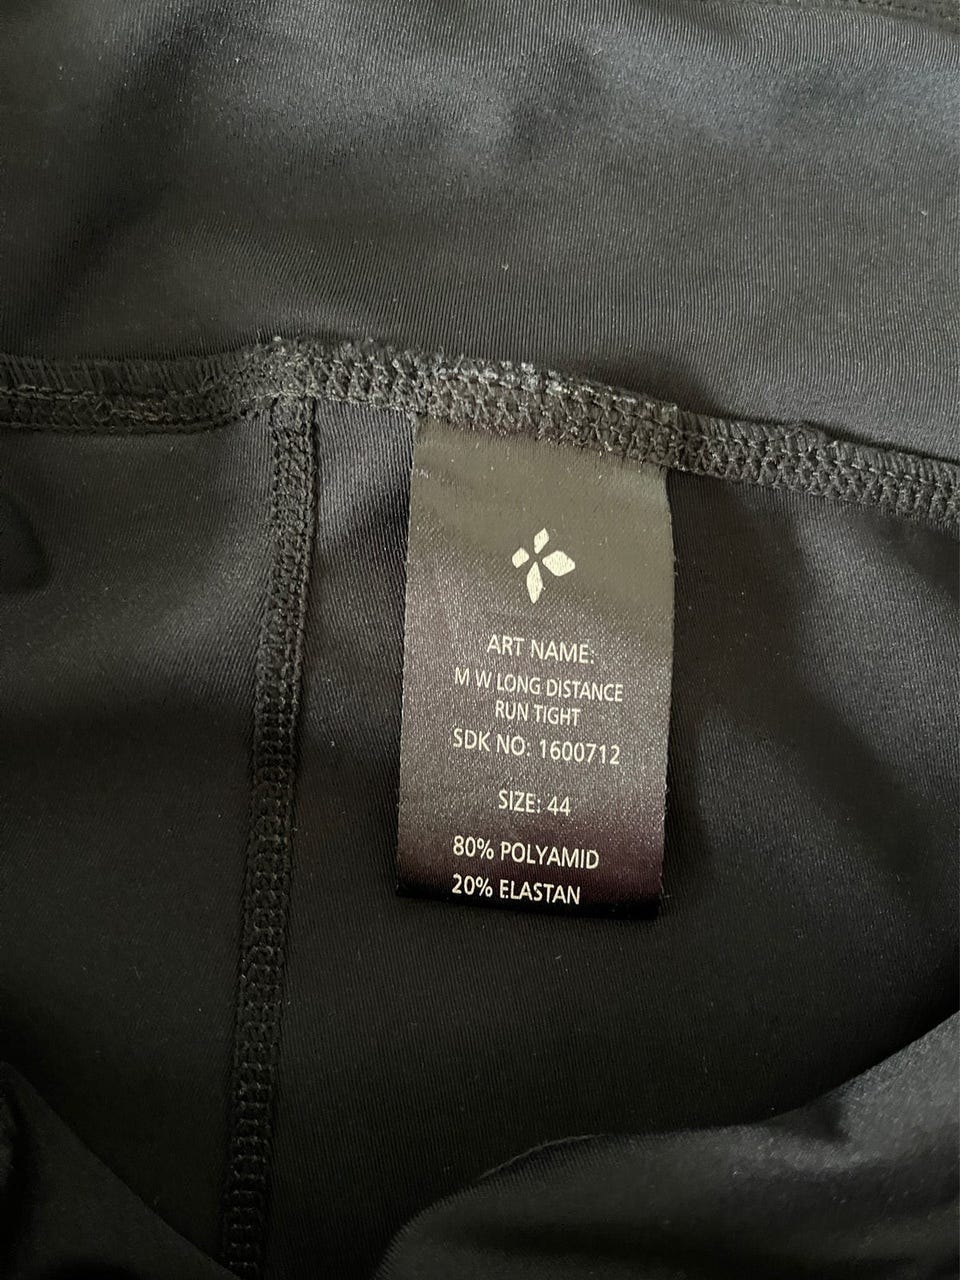 ART NAME:
M W LONG DISTANCE
RUN TIGHT
SDK NO: 1600712
SIZE: 44
80% POLYAMID
20% ELASTAN